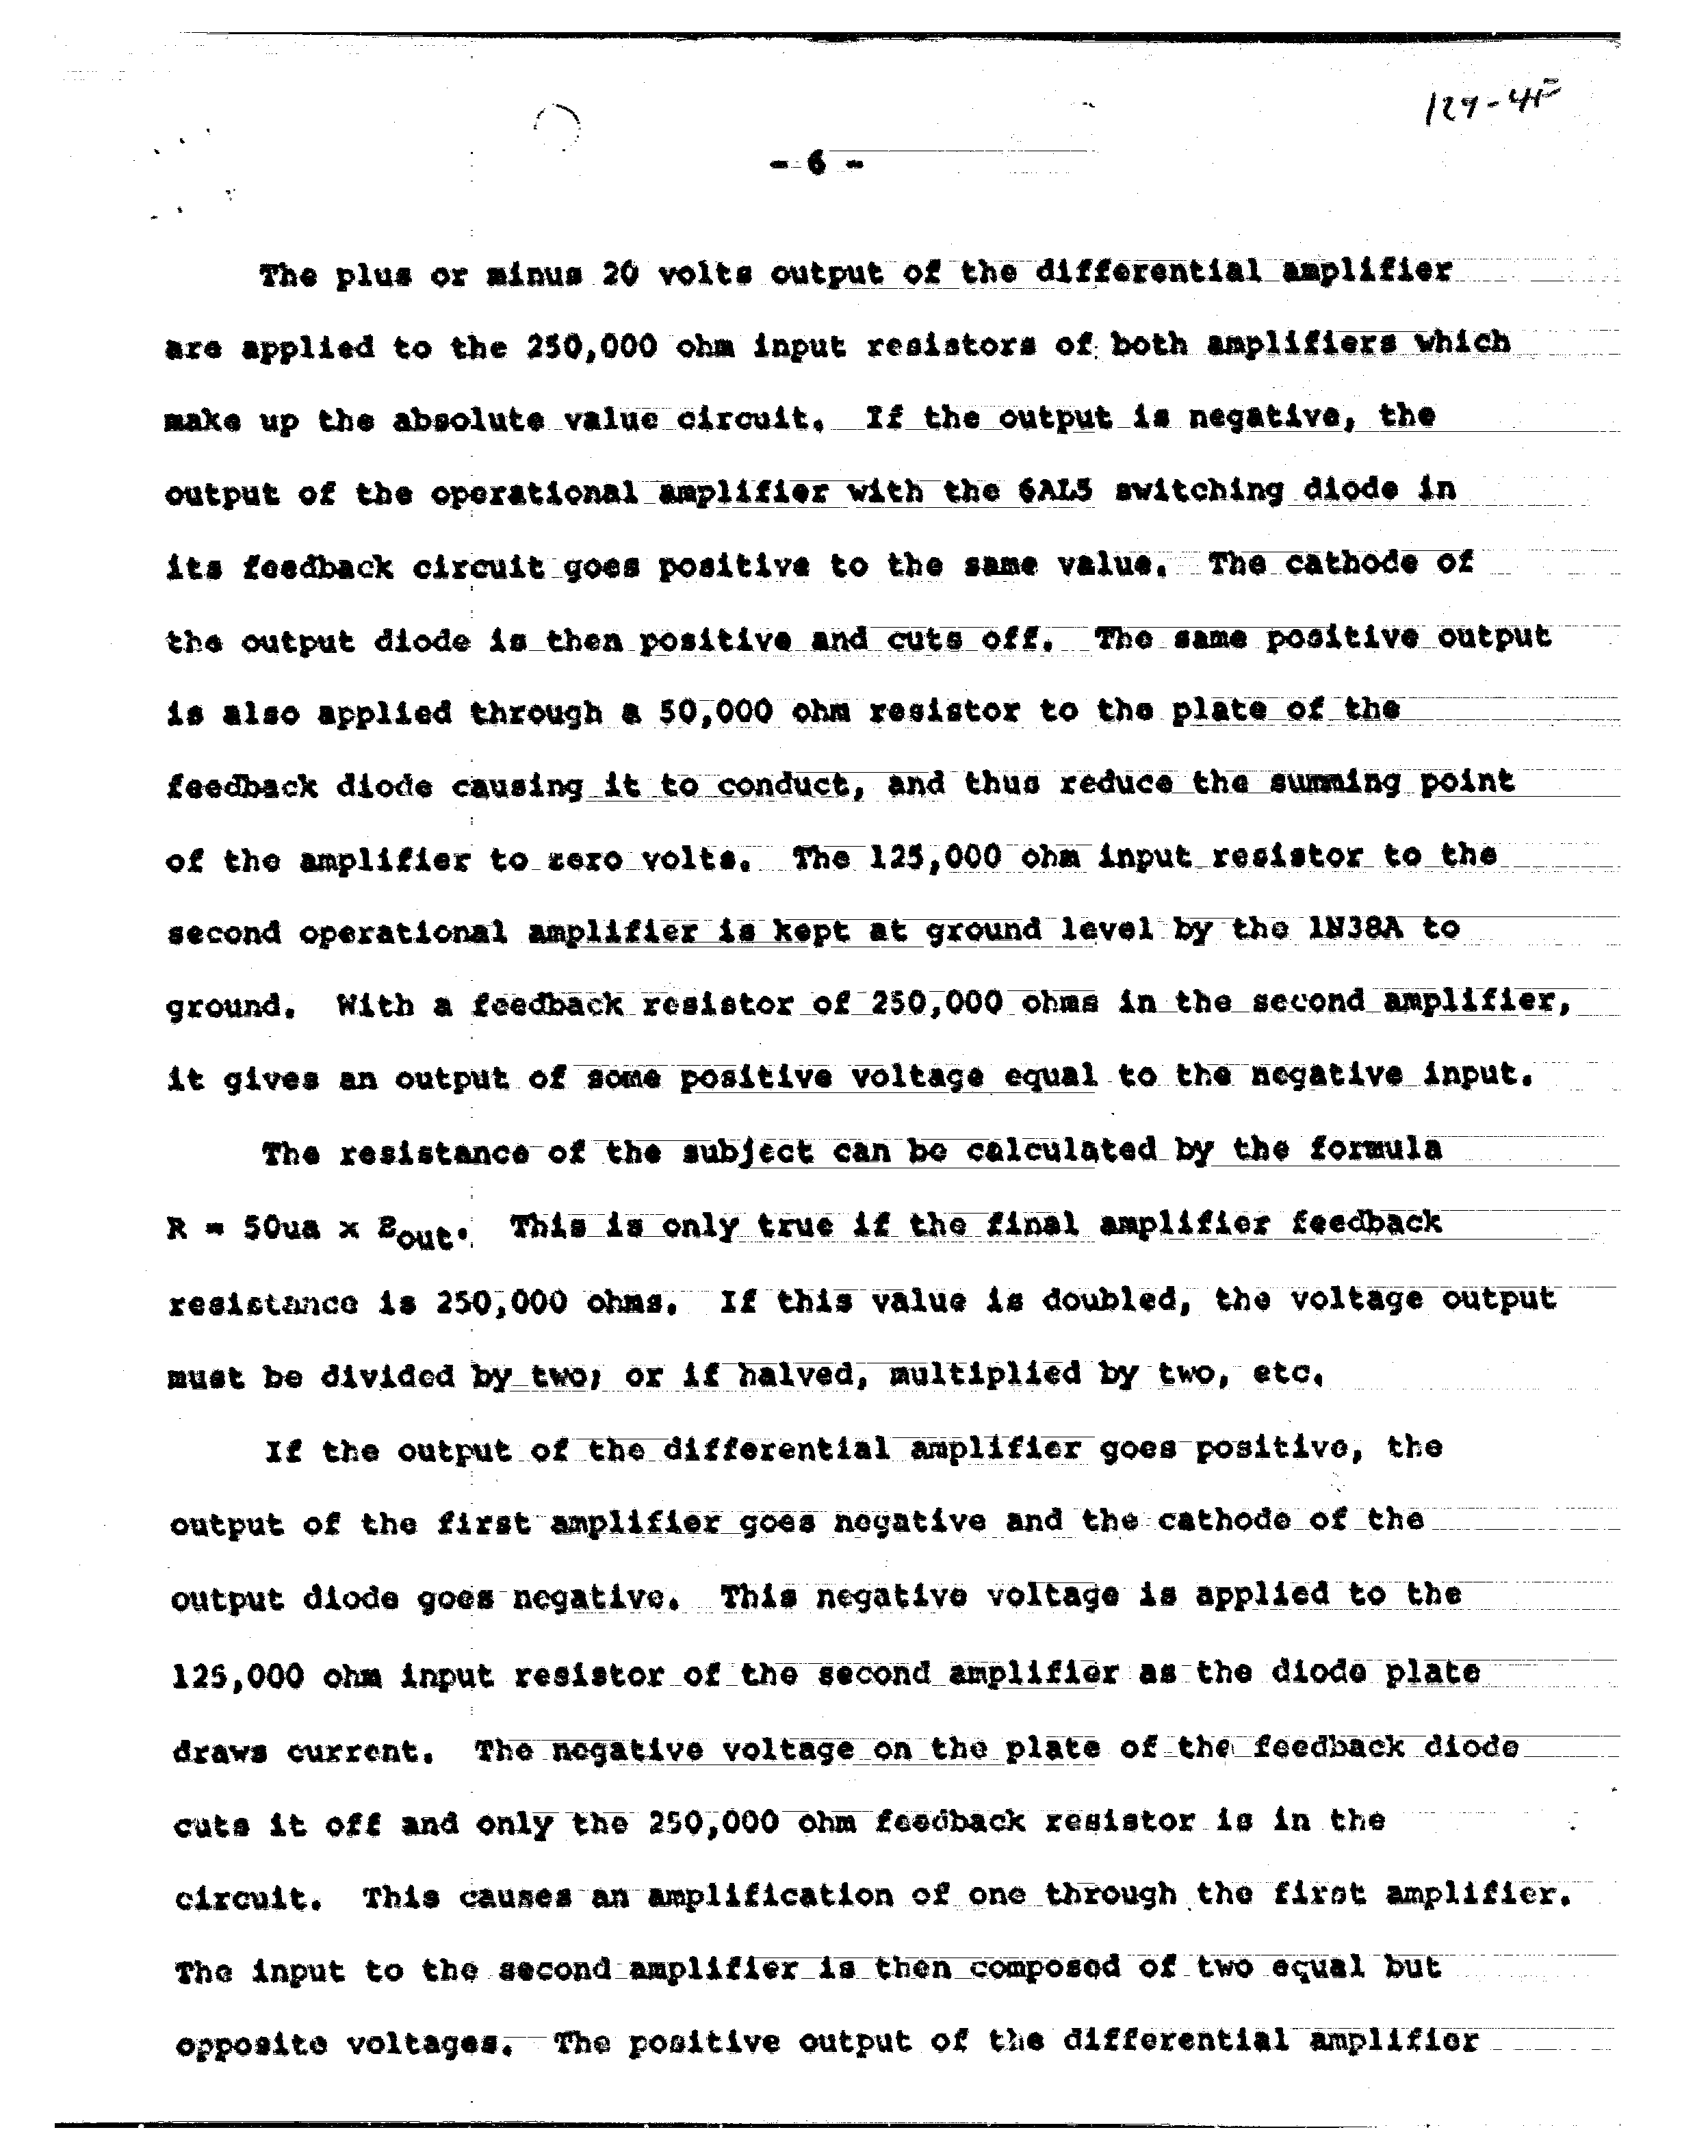 - 6 -
The plus or minus 20 volts output of the differential amplifier
are applied to the 250,000 ohm input resistors of both amplifiers which
make up the absolute value circuit. If the output is negative, the
output of the operational amplifier with the 6AL5 switching diode in
its feedback circuit goes positive to the same value. The cathode of
the output diode is then positive and cuts off. The same positive output
is also applied through a 50,000 ohm resistor to the plate of the
feedback diode causing it to conduct, and thus reduce the summing point
of the amplifier to zero volts. The 125,000 ohm input resistor to the
second operational amplifier is kept at ground level by the 1N38A to
ground. With a feedback resistor of 250,000 ohms in the second amplifier,
it gives an output of some positive voltage equal to the negative input.
The resistance of the subject can be calculated by the formula
R = 50ua x Eout. This is only true if the final amplifier feedback
resistance is 250,000 ohms. If this value is doubled, the voltage output
must be divided by two; or if halved, multiplied by two, etc.
If the output of the differential amplifier goes positive, the
output of the first amplifier goes negative and the cathode of the
output diode goes negative. This negative voltage is applied to the
125,000 ohm input resistor of the second amplifier as the diode plate
draws current. The negative voltage on the plate of the feedback diode
cuts it off and only the 250,000 ohm feedback resistor is in the
circuit. This causes an amplification of one through the first amplifier.
The input to the second amplifier is then composed of two equal but
opposite voltages. The positive output of the differential amplifier